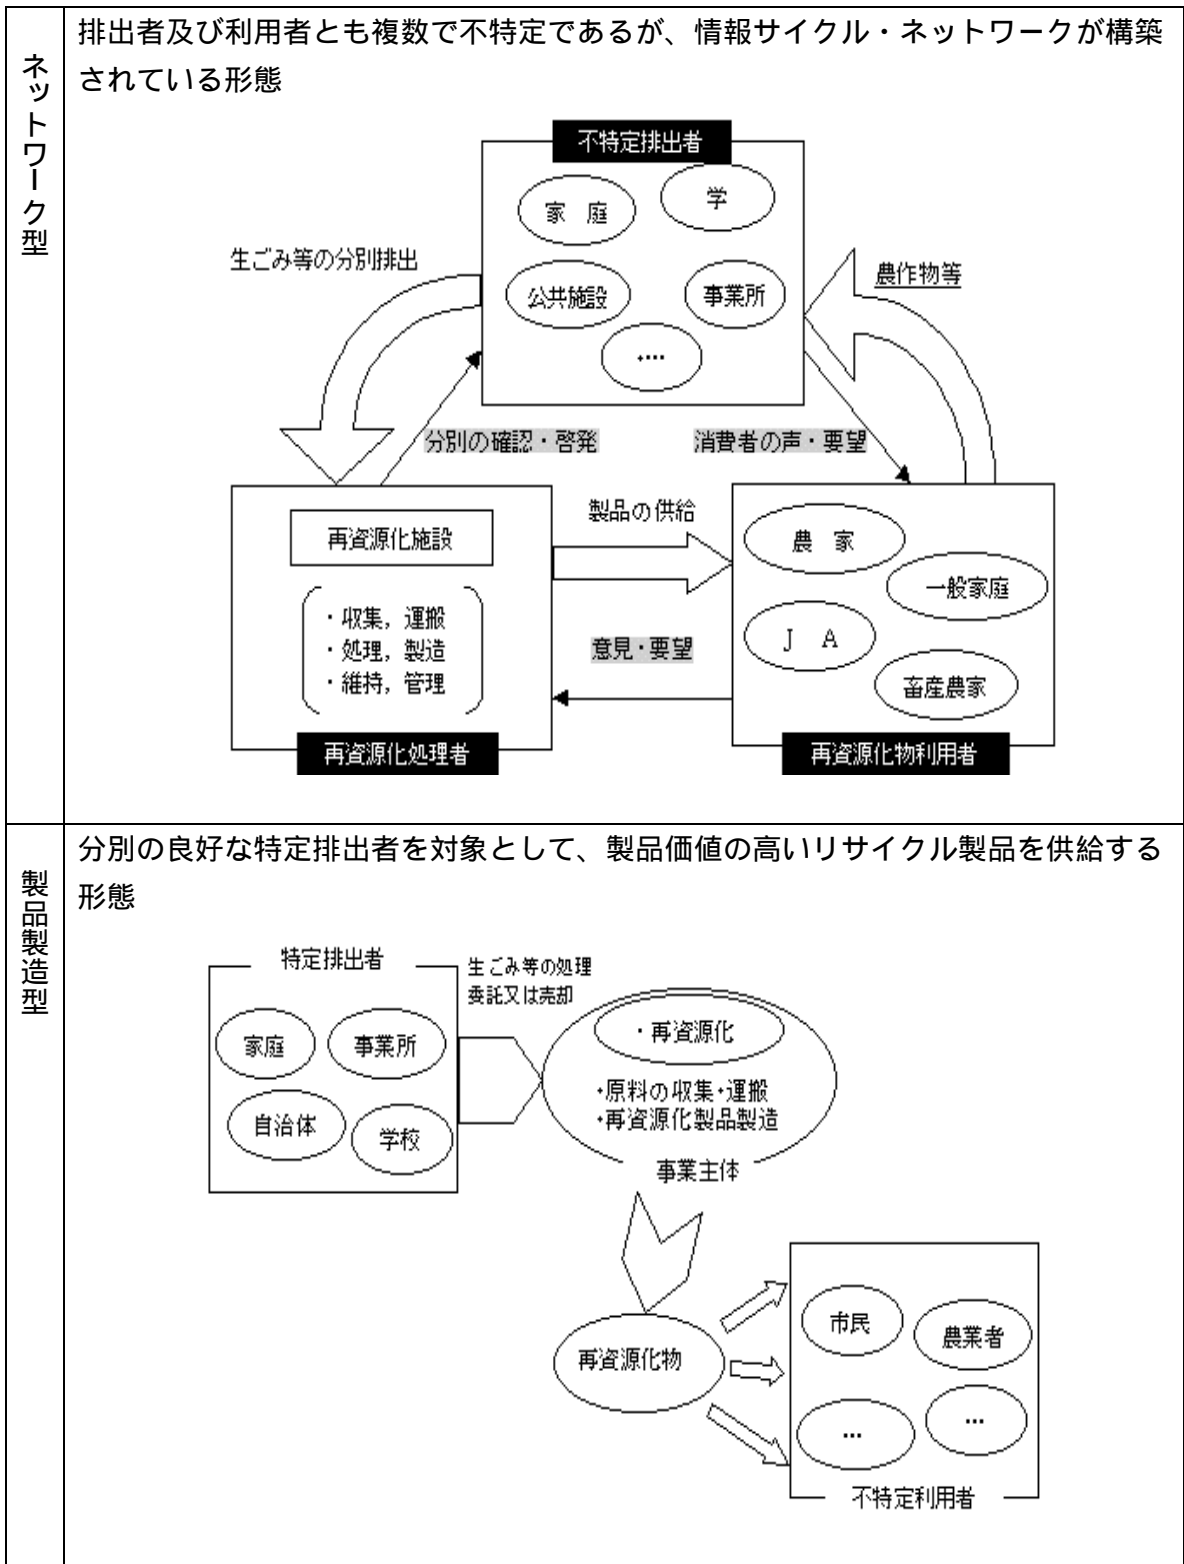 ネットワーク型
排出者及び利用者とも複数で不特定であるが、情報サイクル・ネットワークが構築
されている形態
不特定排出者
家　庭
学
公共施設
事業所
・・・・
生ごみ等の分別排出
農作物等
分別の確認・啓発
消費者の声・要望
再資源化施設
・収集，運搬
・処理，製造
・維持，管理
再資源化処理者
製品の供給
意見・要望
農　家
一般家庭
Ｊ　Ａ
畜産農家
再資源化物利用者
製品製造型
分別の良好な特定排出者を対象として、製品価値の高いリサイクル製品を供給する
形態
特定排出者
家庭
事業所
自治体
学校
生ごみ等の処理
委託又は売却
・再資源化
・原料の収集・運搬
・再資源化製品製造
事業主体
再資源化物
市民
農業者
…
…
不特定利用者